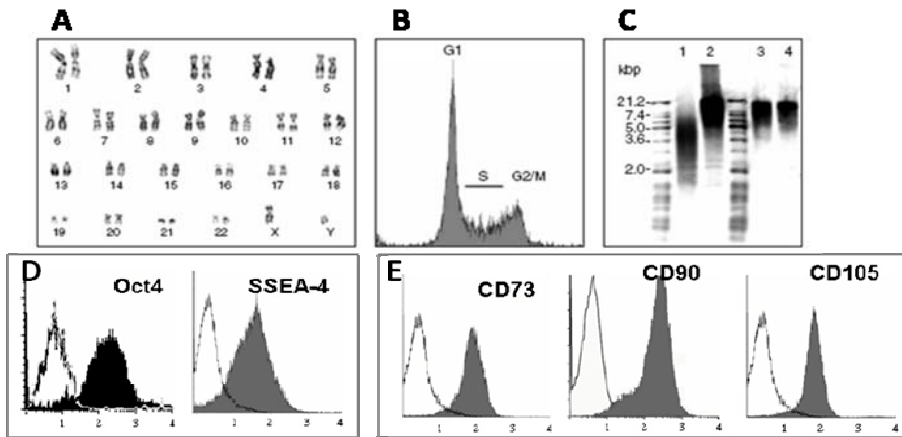 A
1 2 3 4 5
6 7 8 9 10 11 12
13 14 15 16 17 18
19 20 21 22 X Y
B
G1
S G2/M
C
1 2 3 4
kbp
21.2
7.4
5.0
3.6
2.0
D
Oct4
1 2 3 4
SSEA-4
1 2 3 4
E
CD73
1 2 3 4
CD90
1 2 3 4
CD105
1 2 3 4